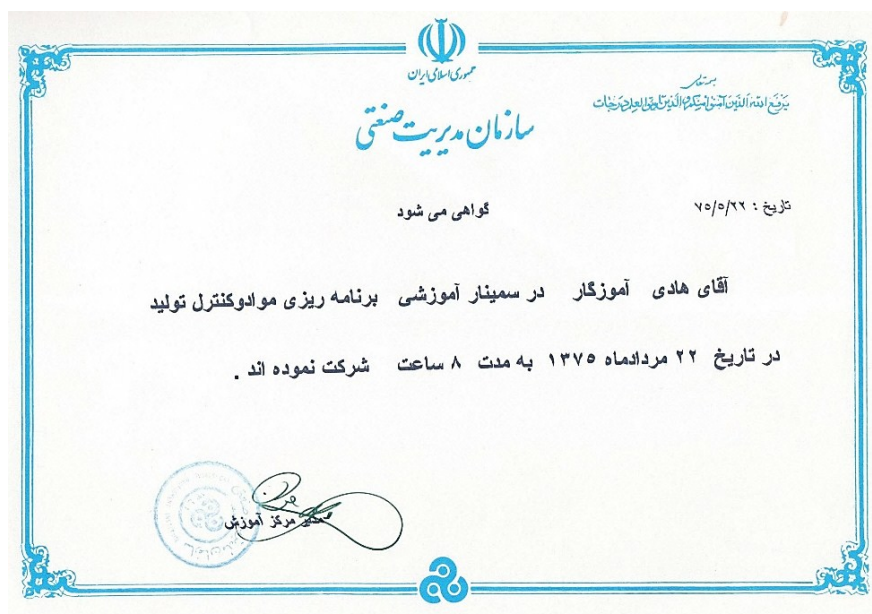 جمهوری اسلامی ایران
بسمه تعالی
یرفع الله الذین آمنوا منکم والذین اوتوا العلم درجات
سازمان مدیریت صنعتی
تاریخ : ۷۵/۵/۲۲
گواهی می شود
آقای هادی آموزگار در سمینار آموزشی برنامه ریزی موادوکنترل تولید
در تاریخ ۲۲ مردادماه ۱۳۷۵ به مدت ۸ ساعت شرکت نموده اند .
مدیر مرکز آموزش